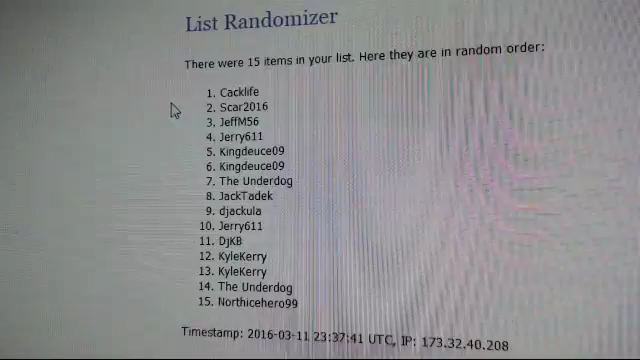 List Randomizer
There were 15 items in your list. Here they are in random order:
1. Cacklife
2. Scar2016
3. JeffM56
4. Jerry611
5. Kingdeuce09
6. Kingdeuce09
7. The Underdog
8. JackTadek
9. djackula
10. Jerry611
11. DjKB
12. KyleKerry
13. KyleKerry
14. The Underdog
15. Northicehero99
Timestamp: 2016-03-11 23:37:41 UTC, IP: 173.32.40.208